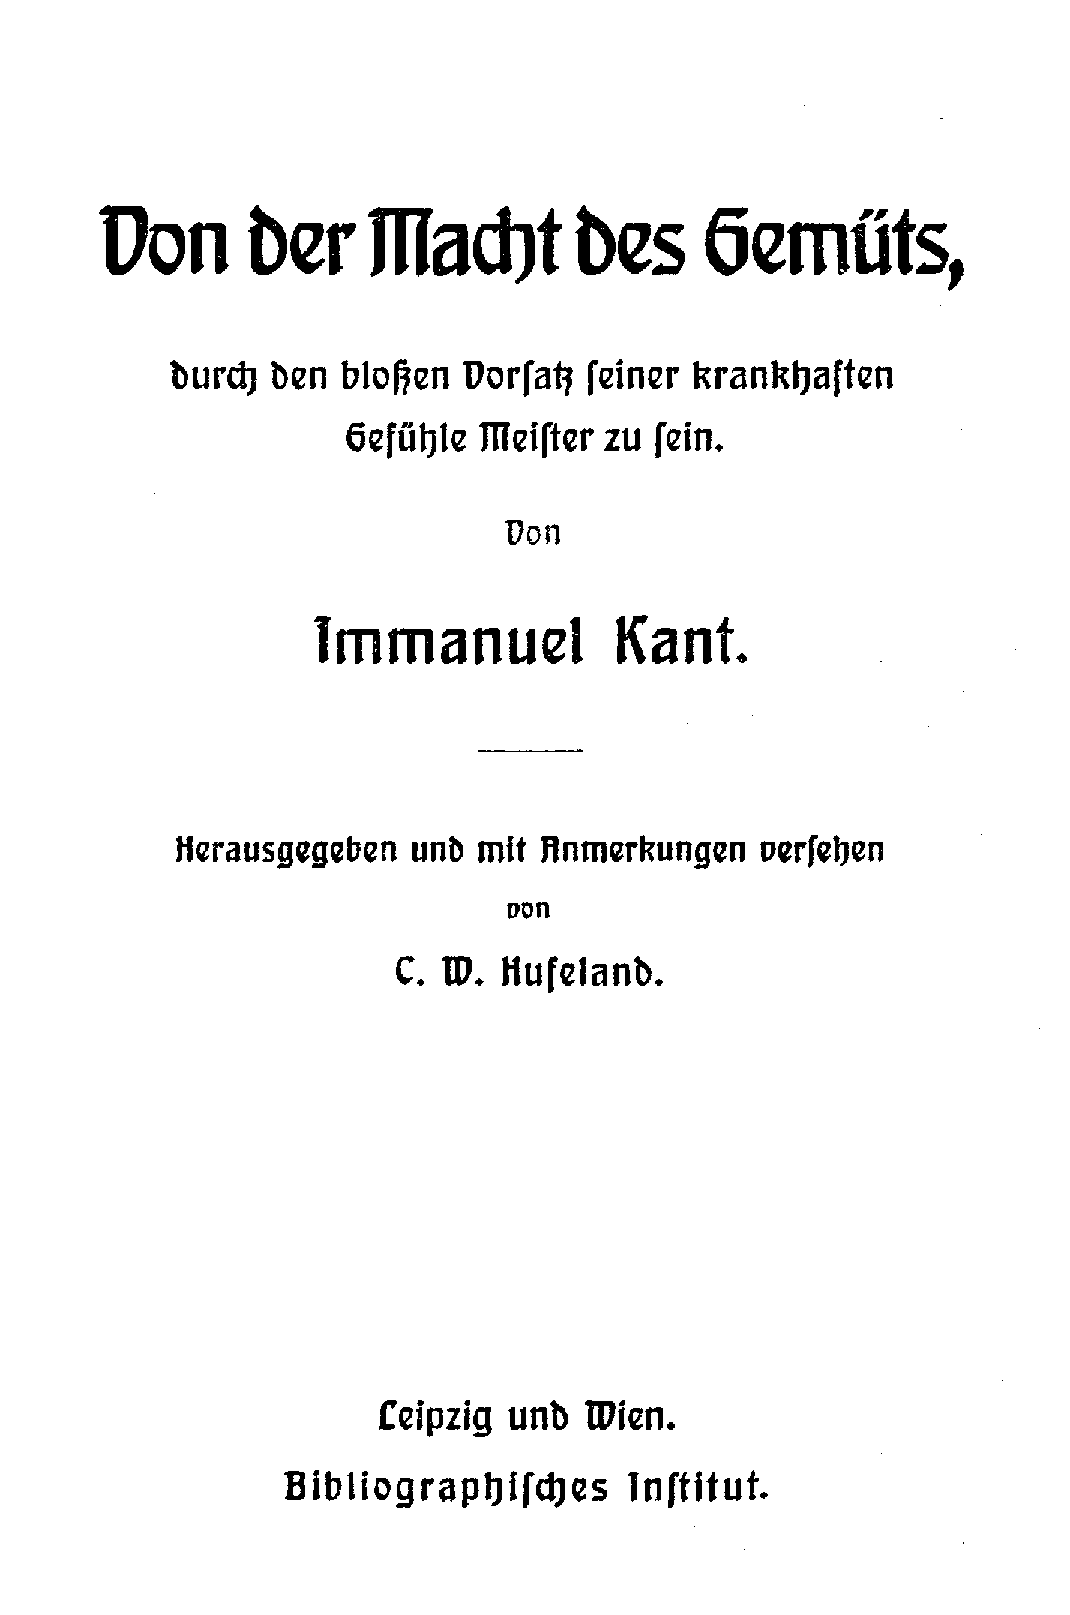 Von der Macht des Gemüts,
durch den bloßen Vorſatz ſeiner krankhaften
Gefühle Meiſter zu ſein.
Von
Immanuel Kant.
Herausgegeben und mit Anmerkungen verſehen
von
C. W. Hufeland.
Leipzig und Wien.
Bibliographiſches Inſtitut.